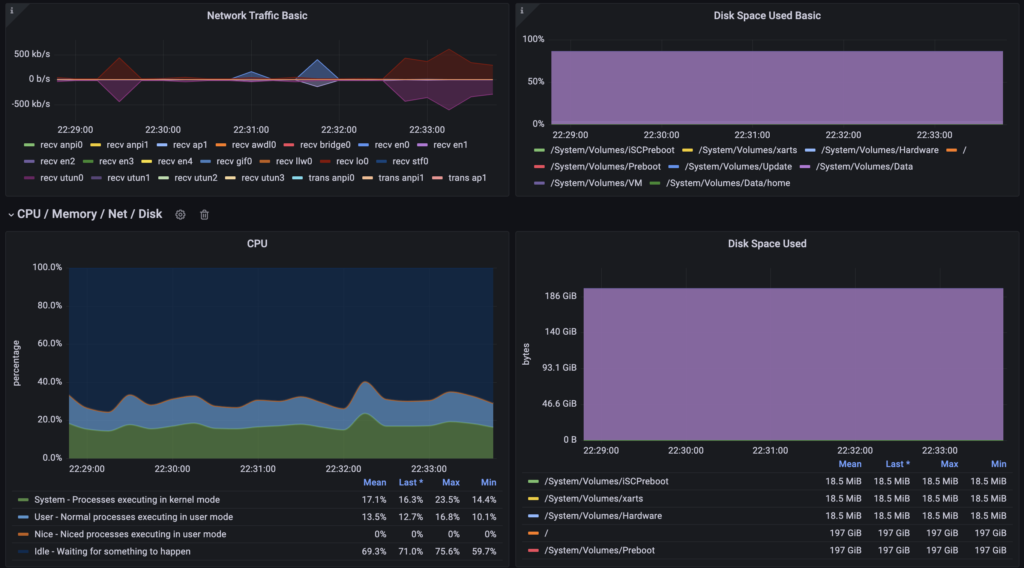 i
Network Traffic Basic
500 kb/s
0 b/s
-500 kb/s
22:29:00 22:30:00 22:31:00 22:32:00 22:33:00
recv anpi0 recv anpi1 recv ap1 recv awdl0 recv bridge0 recv en0 recv en1
recv en2 recv en3 recv en4 recv gif0 recv llw0 recv lo0 recv stf0
recv utun0 recv utun1 recv utun2 recv utun3 trans anpi0 trans anpi1 trans ap1
i
Disk Space Used Basic
100%
50%
0%
22:29:00 22:30:00 22:31:00 22:32:00 22:33:00
/System/Volumes/iSCPreboot /System/Volumes/xarts /System/Volumes/Hardware /
/System/Volumes/Preboot /System/Volumes/Update /System/Volumes/Data
/System/Volumes/VM /System/Volumes/Data/home
CPU / Memory / Net / Disk
CPU
percentage
100.0%
80.0%
60.0%
40.0%
20.0%
0.0%
22:29:00 22:30:00 22:31:00 22:32:00 22:33:00
Mean Last * Max Min
System - Processes executing in kernel mode 17.1% 16.3% 23.5% 14.4%
User - Normal processes executing in user mode 13.5% 12.7% 16.8% 10.1%
Nice - Niced processes executing in user mode 0% 0% 0% 0%
Idle - Waiting for something to happen 69.3% 71.0% 75.6% 59.7%
Disk Space Used
bytes
186 GiB
140 GiB
93.1 GiB
46.6 GiB
0 B
22:29:00 22:30:00 22:31:00 22:32:00 22:33:00
Mean Last * Max Min
/System/Volumes/iSCPreboot 18.5 MiB 18.5 MiB 18.5 MiB 18.5 MiB
/System/Volumes/xarts 18.5 MiB 18.5 MiB 18.5 MiB 18.5 MiB
/System/Volumes/Hardware 18.5 MiB 18.5 MiB 18.5 MiB 18.5 MiB
/ 197 GiB 197 GiB 197 GiB 197 GiB
/System/Volumes/Preboot 197 GiB 197 GiB 197 GiB 197 GiB